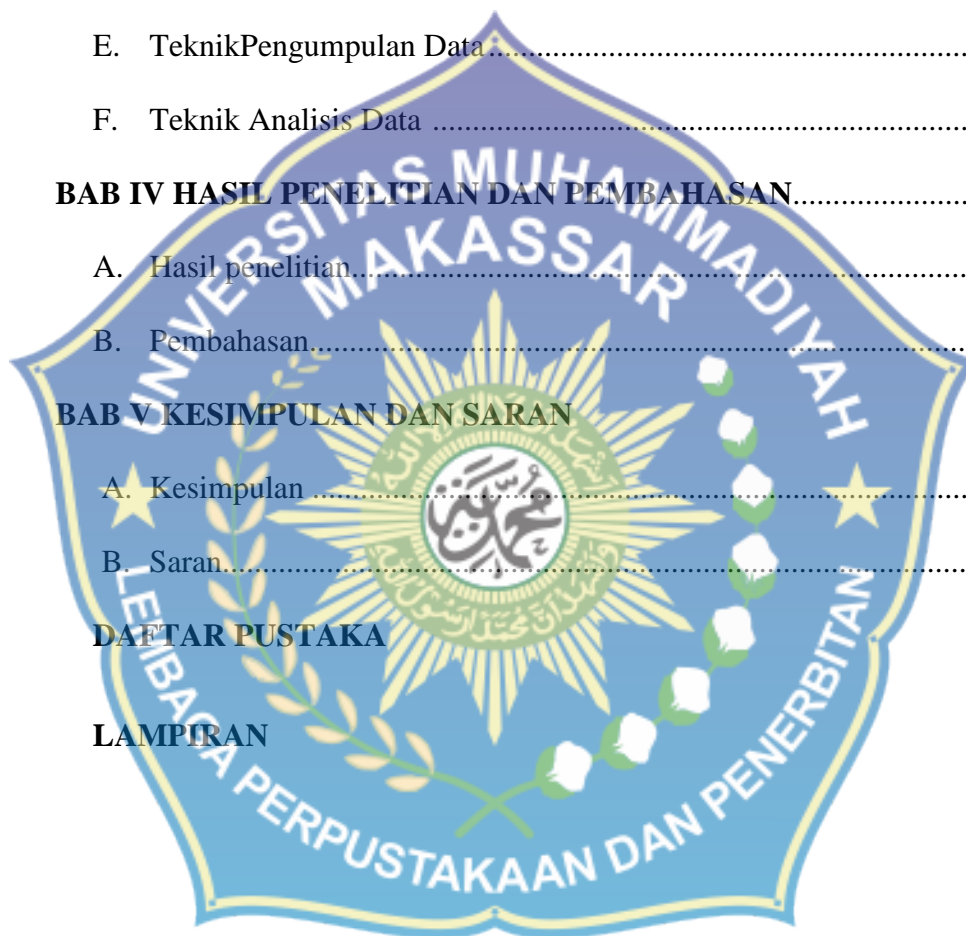 E. TeknikPengumpulan Data
F. Teknik Analisis Data
BAB IV HASIL PENELITIAN DAN PEMBAHASAN
A. Hasil penelitian
B. Pembahasan
BAB V KESIMPULAN DAN SARAN
A. Kesimpulan
B. Saran
DAFTAR PUSTAKA
LAMPIRAN
UNIVERSITAS MUHAMMADIYAH
MAKASSAR
LEMBAGA PERPUSTAKAAN DAN PENERBITAN